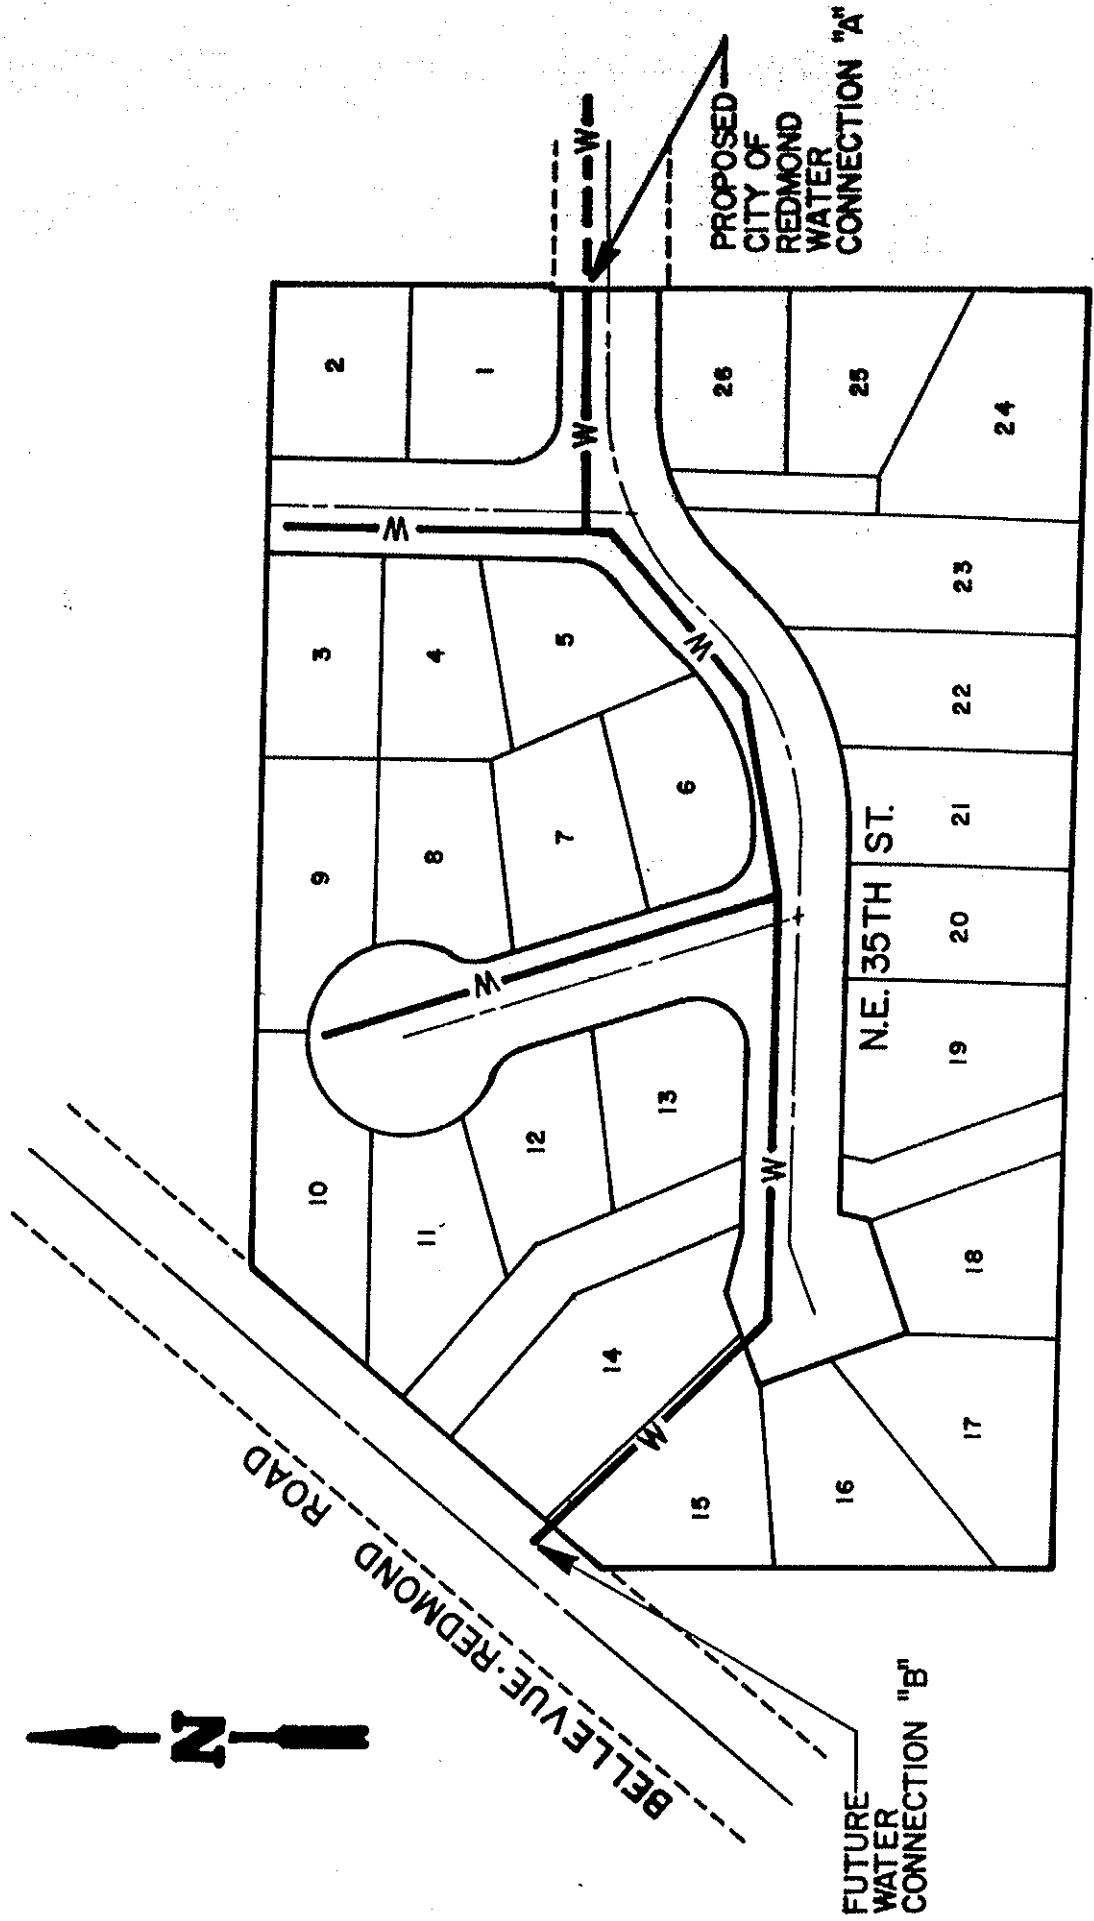 N
BELLEVUE·REDMOND ROAD
FUTURE
WATER
CONNECTION "B"
PROPOSED
CITY OF
REDMOND
WATER
CONNECTION "A"
N.E. 35TH ST.
W
W
W
W
W
W
W
1
2
3
4
5
6
7
8
9
10
11
12
13
14
15
16
17
18
19
20
21
22
23
24
25
26